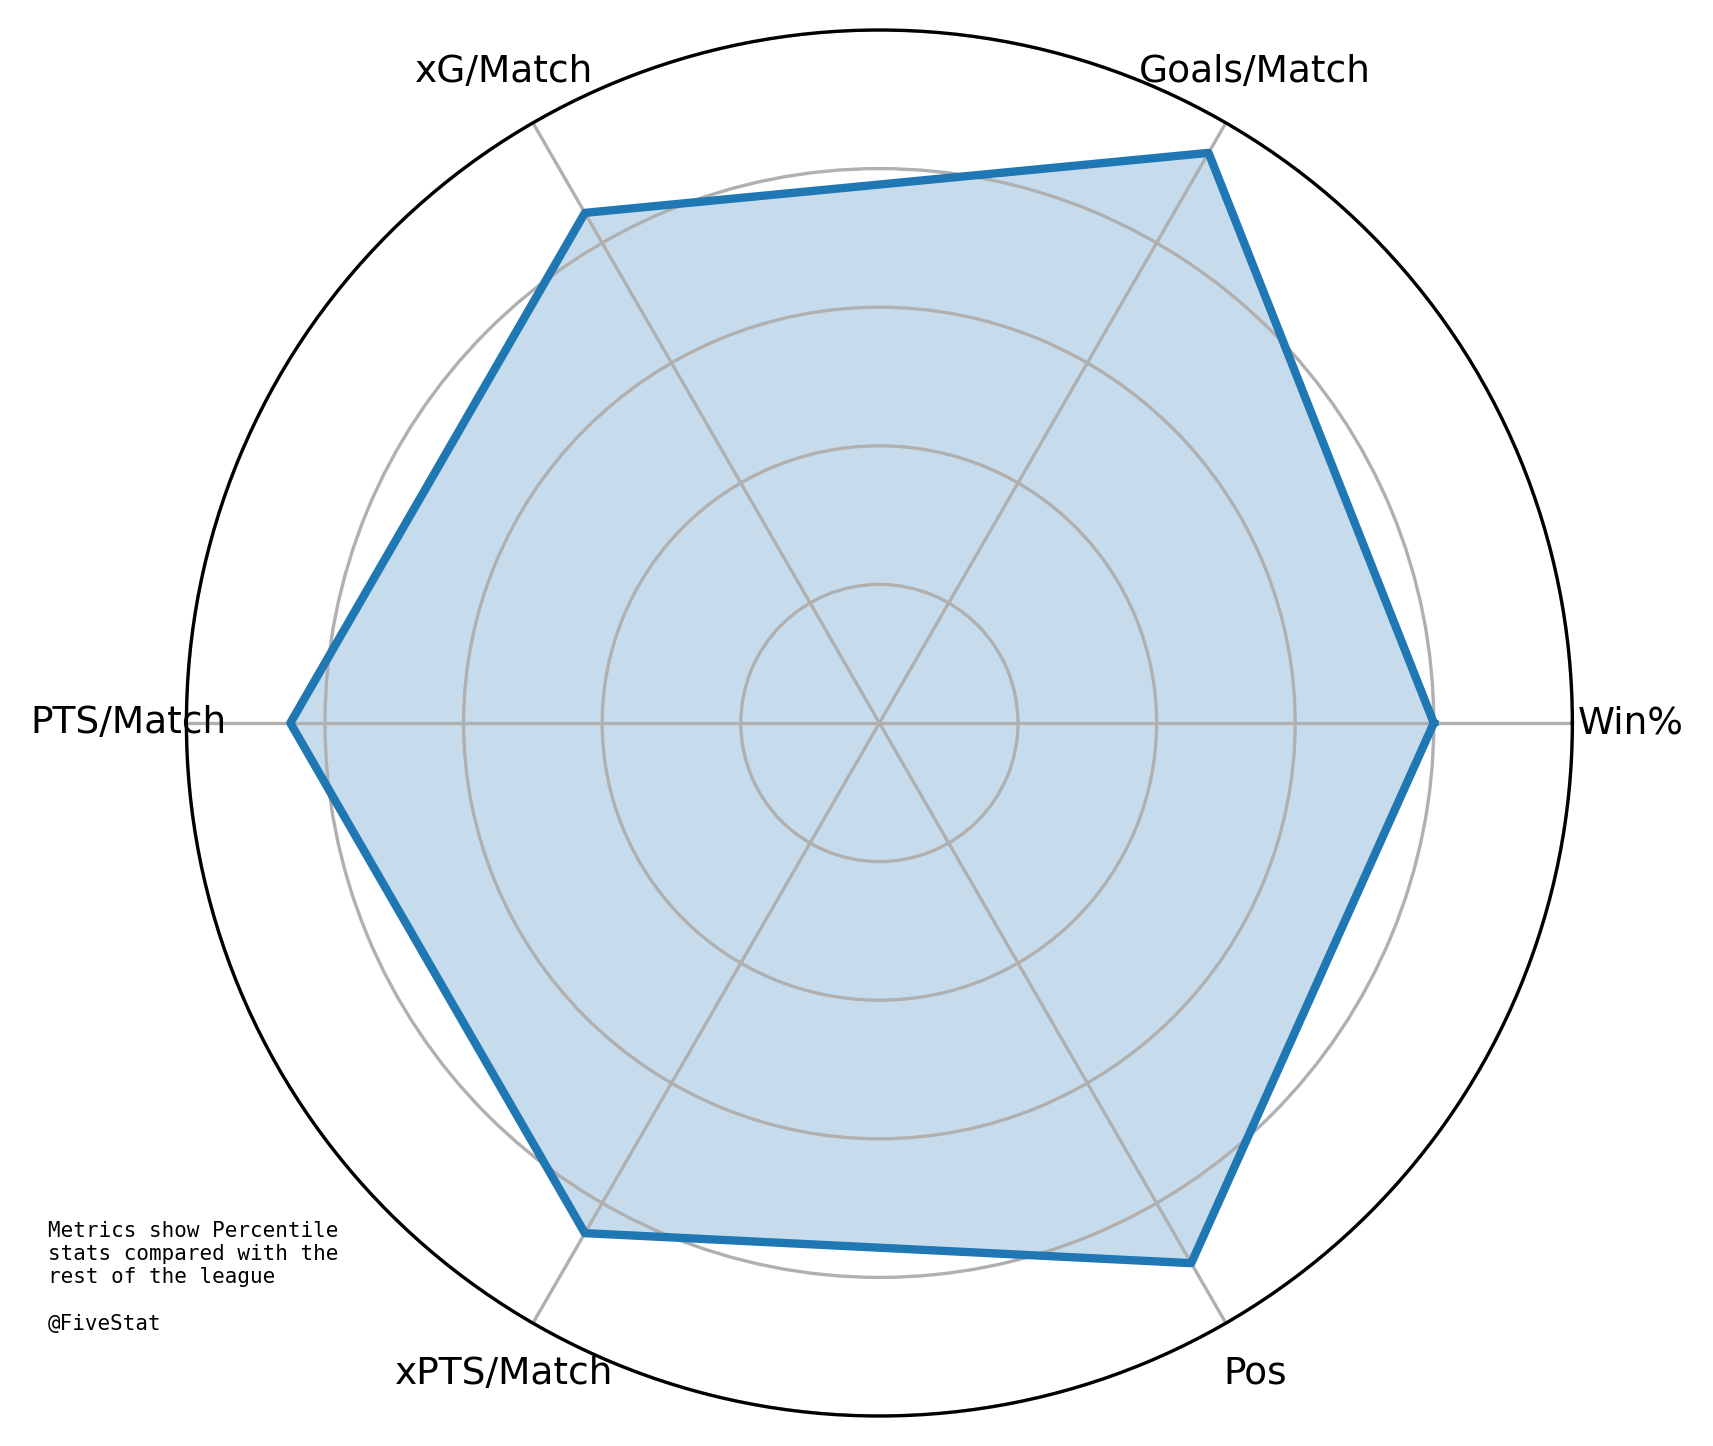 xG/Match
Goals/Match
PTS/Match
Win%
Metrics show Percentile
stats compared with the
rest of the league
@FiveStat
xPTS/Match
Pos